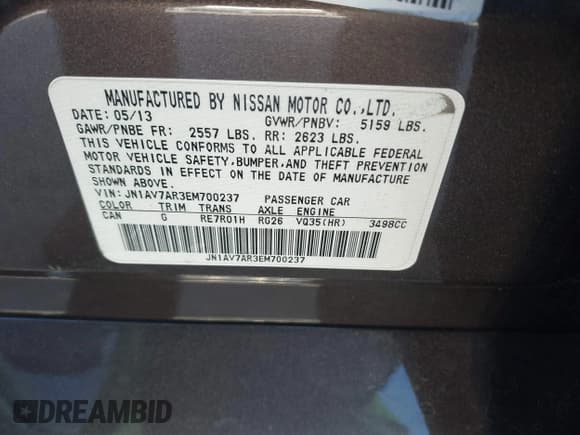 MANUFACTURED BY NISSAN MOTOR CO.,LTD.
DATE: 05/13 GVWR/PNBV: 5159 LBS.
GAWR/PNBE FR: 2557 LBS. RR: 2623 LBS.
THIS VEHICLE CONFORMS TO ALL APPLICABLE FEDERAL
MOTOR VEHICLE SAFETY,BUMPER,AND THEFT PREVENTION
STANDARDS IN EFFECT ON THE DATE OF MANUFACTURE
SHOWN ABOVE.
VIN: JN1AV7AR3EM700237 PASSENGER CAR
COLOR TRIM TRANS AXLE ENGINE
CAN G RE7R01H RG26 VQ35(HR) 3498CC
JN1AV7AR3EM700237
DREAMBID